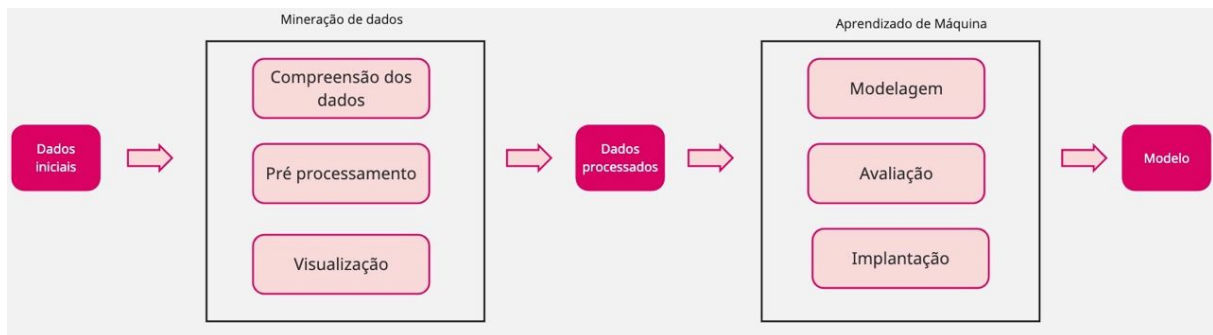 Mineração de dados
Aprendizado de Máquina
Dados
iniciais
Compreensão dos
dados
Pré processamento
Visualização
Dados
processados
Modelagem
Avaliação
Implantação
Modelo